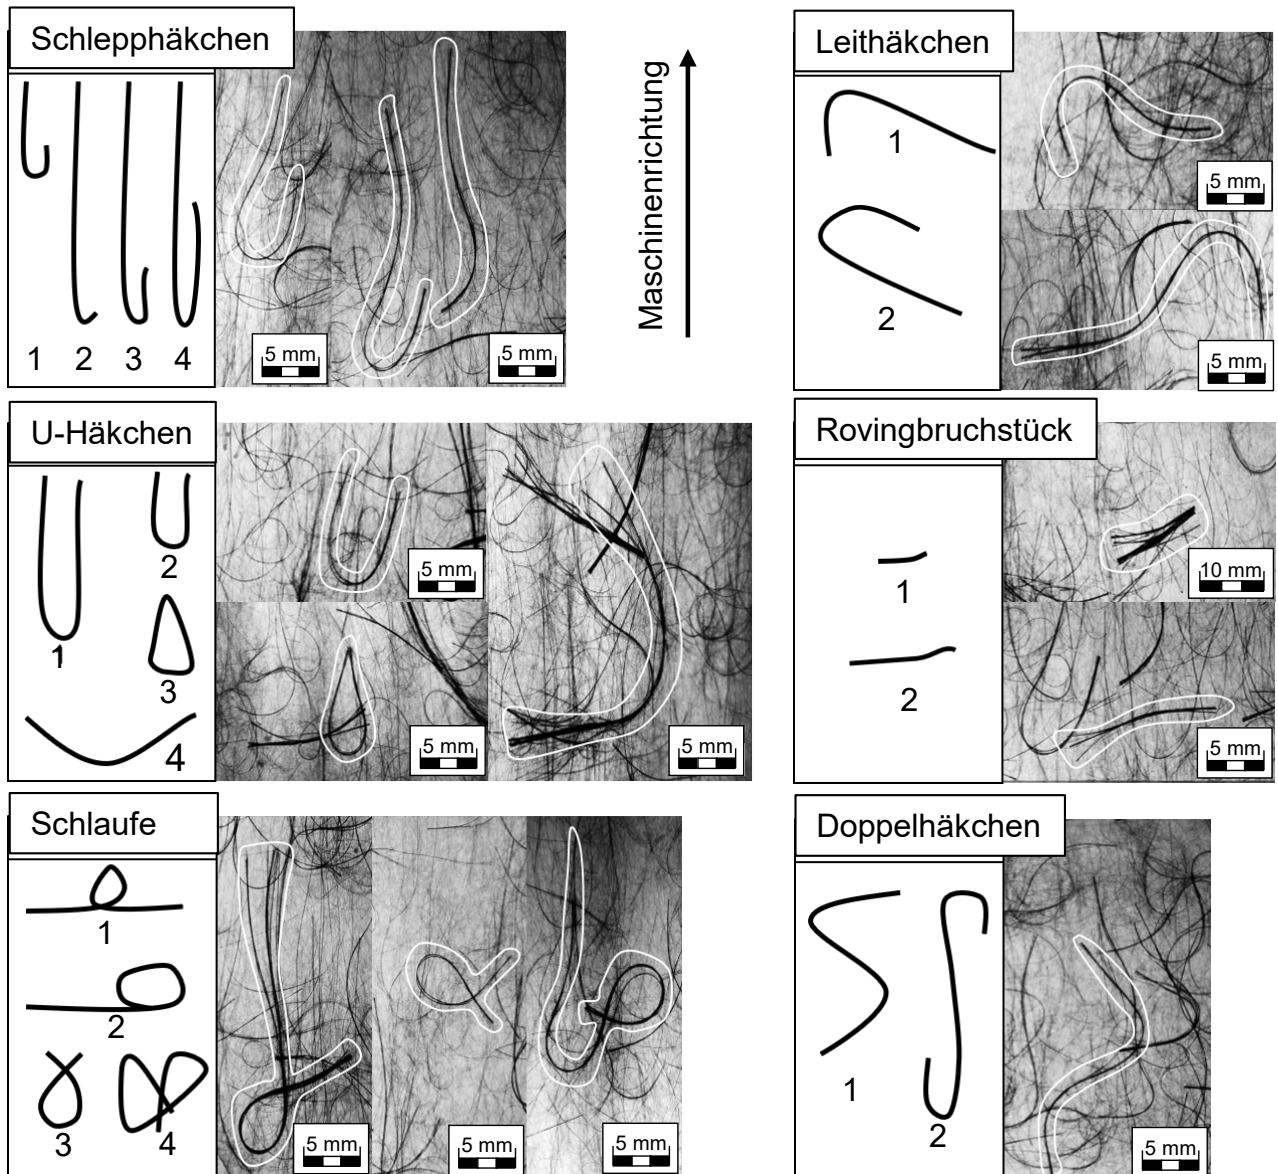 Schlepphäkchen
1 2 3 4
5 mm
5 mm
Maschinenrichtung
Leithäkchen
1
2
5 mm
5 mm
U-Häkchen
1
2
3
4
5 mm
5 mm
5 mm
Rovingbruchstück
1
2
10 mm
5 mm
Schlaufe
1
2
3
4
5 mm
5 mm
5 mm
Doppelhäkchen
1
2
5 mm